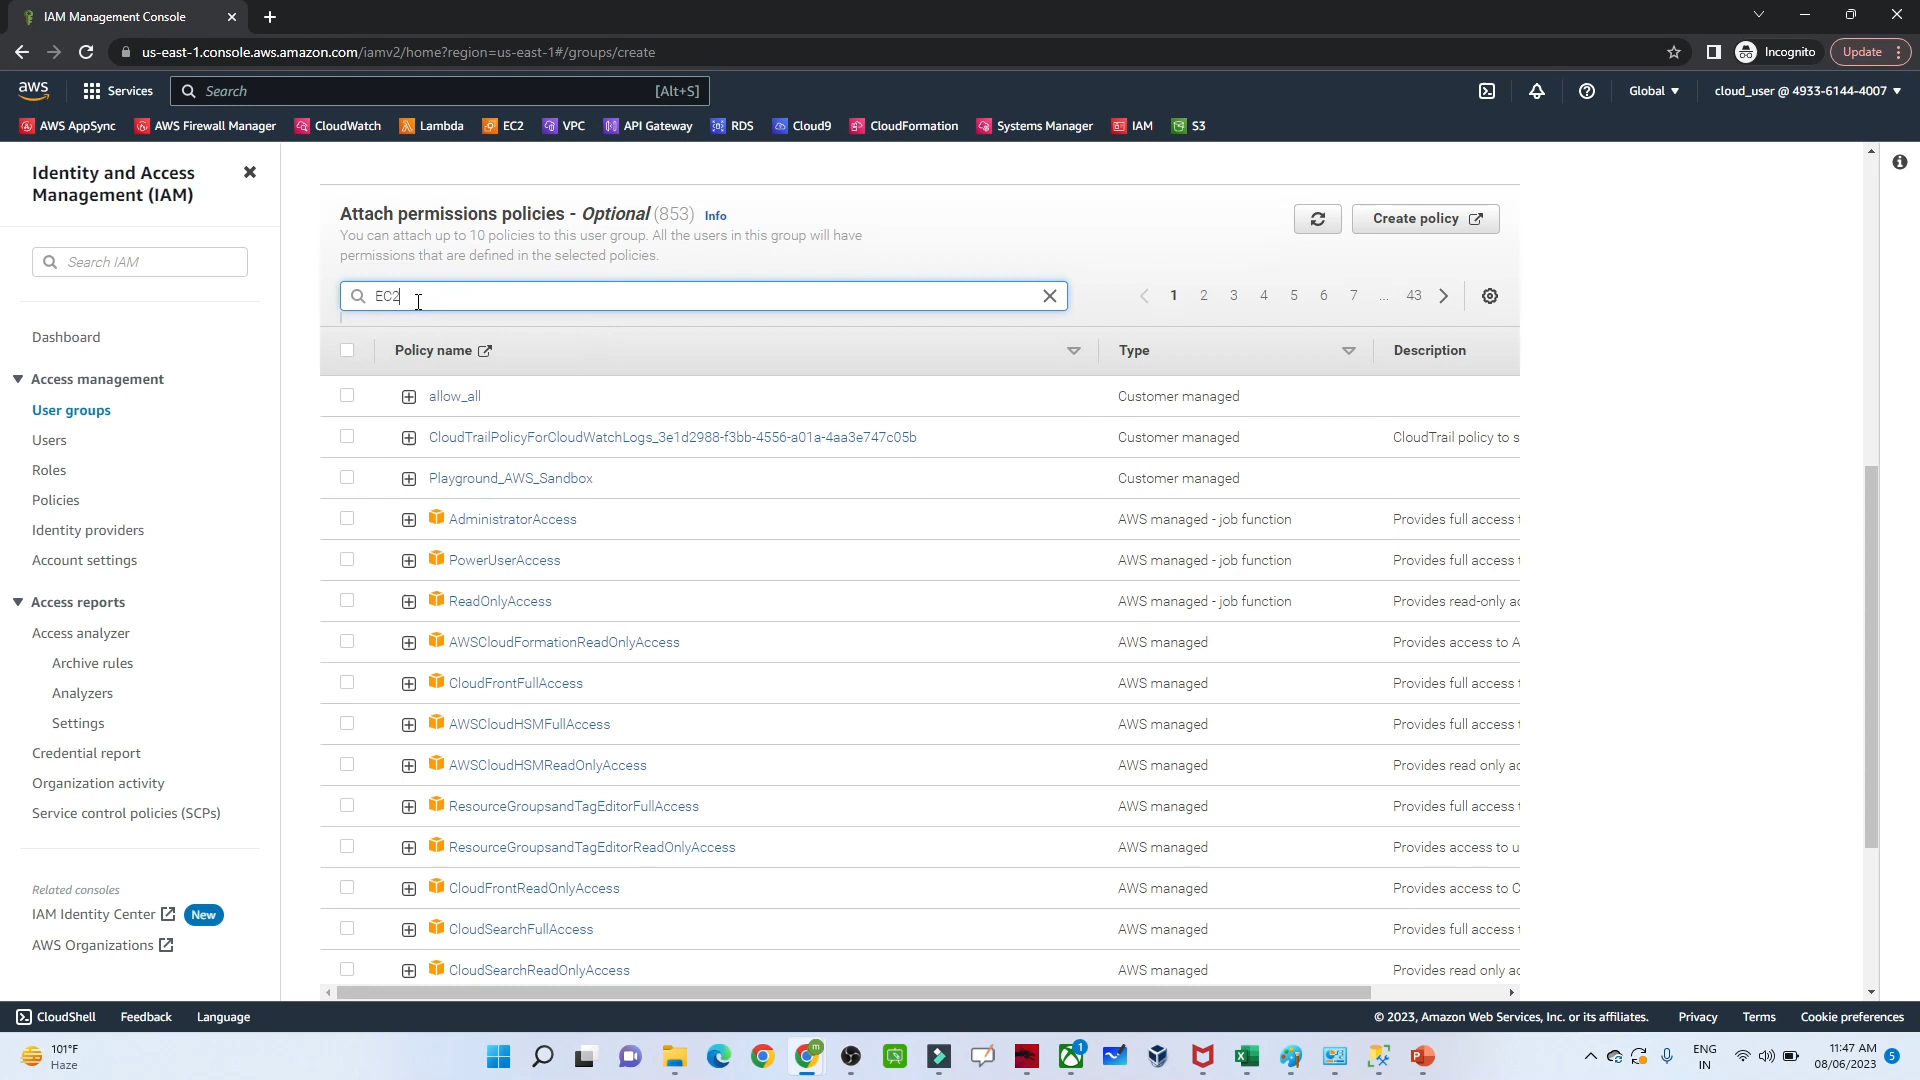 IAM Management Console
us-east-1.console.aws.amazon.com/iamv2/home?region=us-east-1#/groups/create
Incognito
Update
aws
Services
Search
[Alt+S]
Global
cloud_user @ 4933-6144-4007
AWS AppSync
AWS Firewall Manager
CloudWatch
Lambda
EC2
VPC
API Gateway
RDS
Cloud9
CloudFormation
Systems Manager
IAM
S3
Identity and Access
Management (IAM)
Search IAM
Dashboard
Access management
User groups
Users
Roles
Policies
Identity providers
Account settings
Access reports
Access analyzer
Archive rules
Analyzers
Settings
Credential report
Organization activity
Service control policies (SCPs)
Related consoles
IAM Identity Center New
AWS Organizations
Attach permissions policies - Optional (853) Info
You can attach up to 10 policies to this user group. All the users in this group will have
permissions that are defined in the selected policies.
Create policy
EC2
1 2 3 4 5 6 7 ... 43
Policy name Type Description
allow_all Customer managed
CloudTrailPolicyForCloudWatchLogs_3e1d2988-f3bb-4556-a01a-4aa3e747c05b Customer managed CloudTrail policy to s
Playground_AWS_Sandbox Customer managed
AdministratorAccess AWS managed - job function Provides full access t
PowerUserAccess AWS managed - job function Provides full access t
ReadOnlyAccess AWS managed - job function Provides read-only ac
AWSCloudFormationReadOnlyAccess AWS managed Provides access to A
CloudFrontFullAccess AWS managed Provides full access t
AWSCloudHSMFullAccess AWS managed Provides full access t
AWSCloudHSMReadOnlyAccess AWS managed Provides read only ac
ResourceGroupsandTagEditorFullAccess AWS managed Provides full access t
ResourceGroupsandTagEditorReadOnlyAccess AWS managed Provides access to u
CloudFrontReadOnlyAccess AWS managed Provides access to C
CloudSearchFullAccess AWS managed Provides full access t
CloudSearchReadOnlyAccess AWS managed Provides read only ac
CloudShell
Feedback
Language
© 2023, Amazon Web Services, Inc. or its affiliates.
Privacy
Terms
Cookie preferences
101°F
Haze
m
1
ENG
IN
11:47 AM
08/06/2023
5